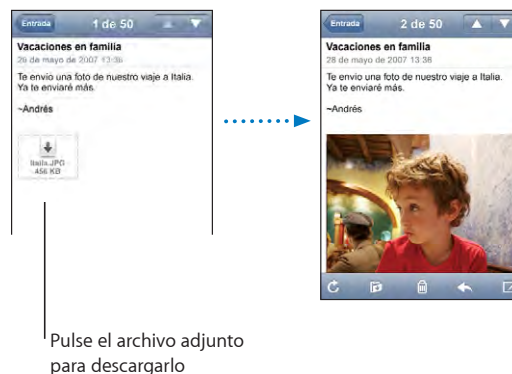 Entrada 1 de 50
Vacaciones en familia
29 de mayo de 2007 13:36
Te envío una foto de nuestro viaje a Italia.
Ya te enviaré más.
~Andrés
Italia.JPG
456 KB
Pulse el archivo adjunto
para descargarlo
Entrada 2 de 50
Vacaciones en familia
28 de mayo de 2007 13:36
Te envío una foto de nuestro viaje a Italia.
Ya te enviaré más.
~Andrés